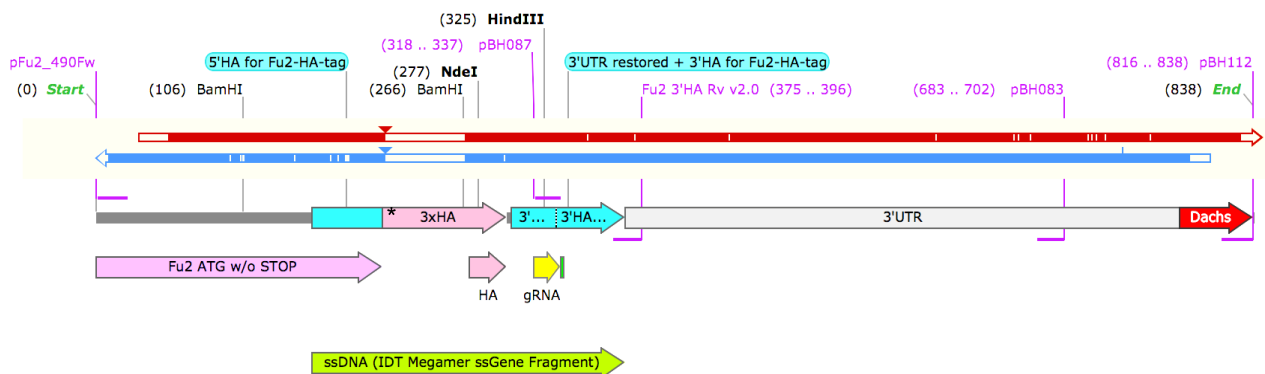 (325) HindIII
(318 .. 337) pBH087
pFu2_490Fw
5'HA for Fu2-HA-tag
3'UTR restored + 3'HA for Fu2-HA-tag
(816 .. 838) pBH112
(277) NdeI
(0) Start
(106) BamHI
(266) BamHI
Fu2 3'HA Rv v2.0 (375 .. 396)
(683 .. 702) pBH083
(838) End
* 3xHA
3'...
3'HA...
3'UTR
Dachs
Fu2 ATG w/o STOP
HA
gRNA
ssDNA (IDT Megamer ssGene Fragment)